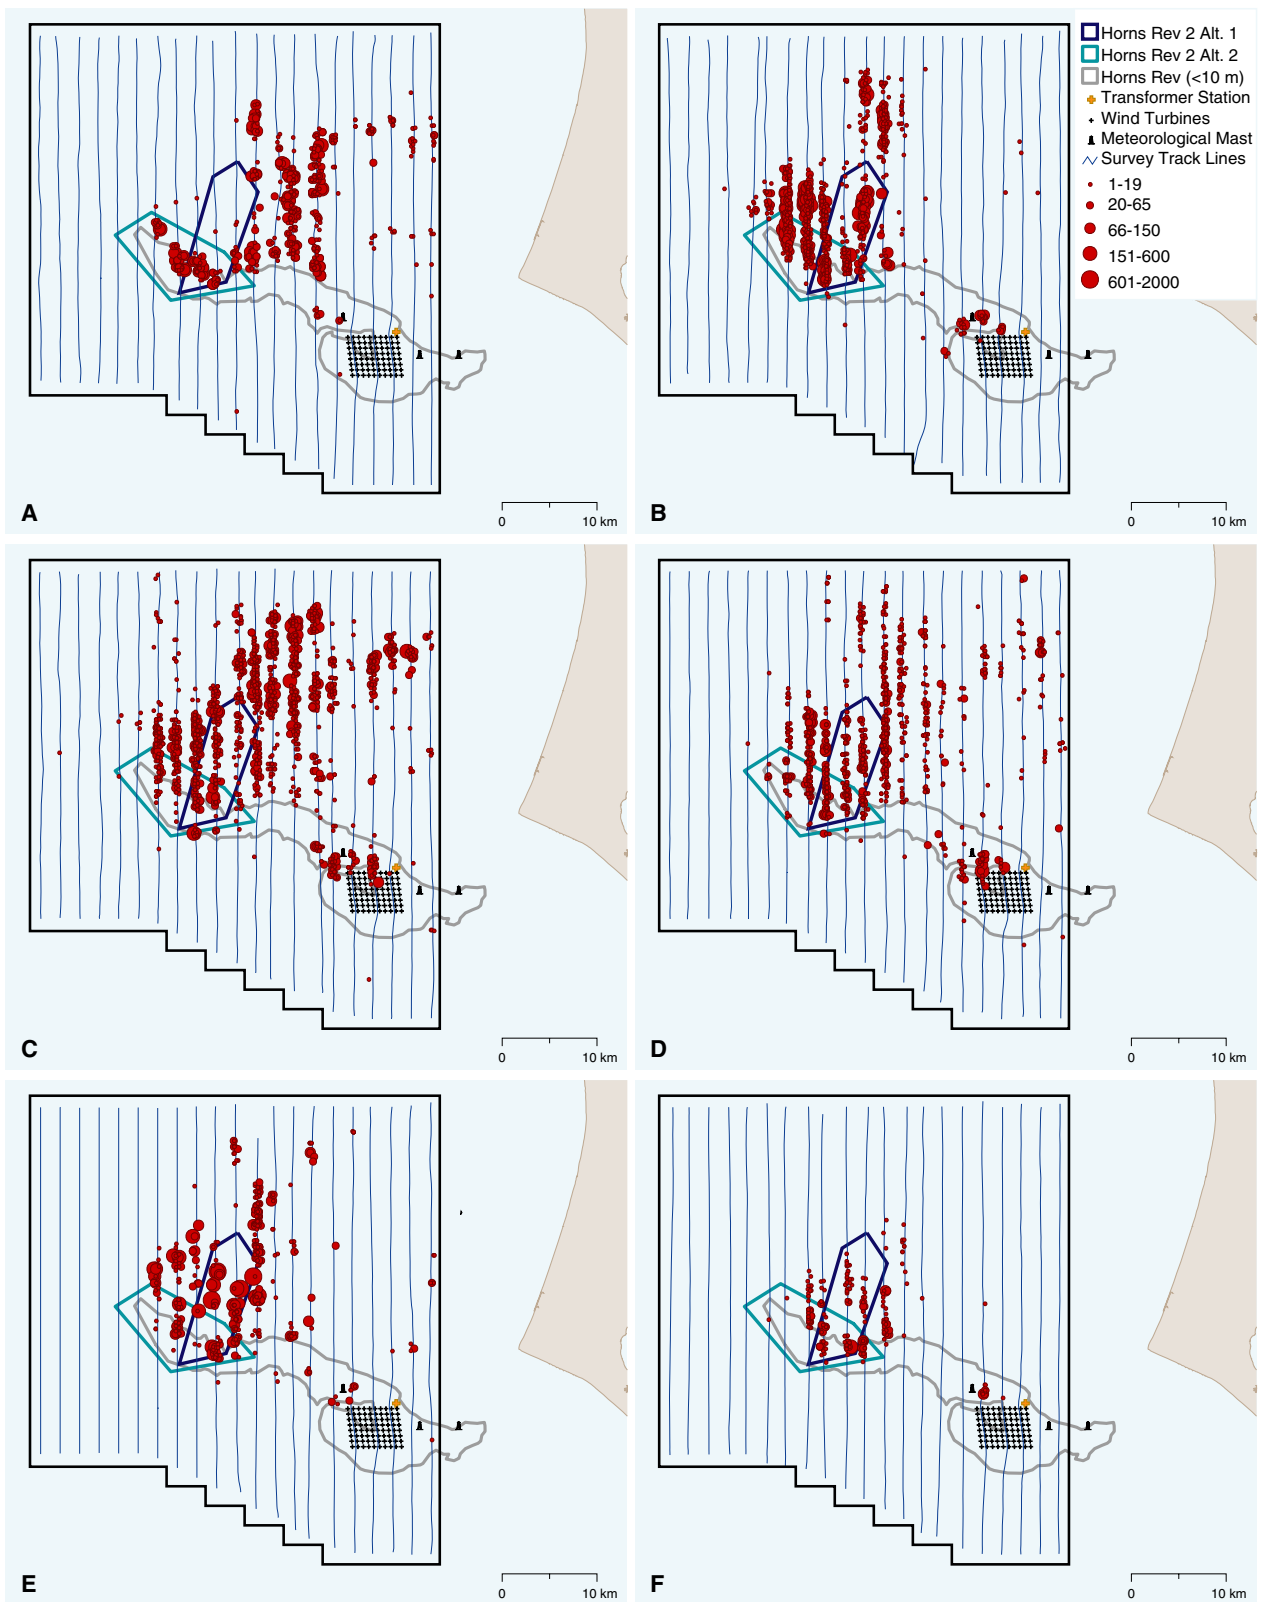 Horns Rev 2 Alt. 1
Horns Rev 2 Alt. 2
Horns Rev (<10 m)
Transformer Station
Wind Turbines
Meteorological Mast
Survey Track Lines
1-19
20-65
66-150
151-600
601-2000
A
0 10 km
B
0 10 km
C
0 10 km
D
0 10 km
E
0 10 km
F
0 10 km